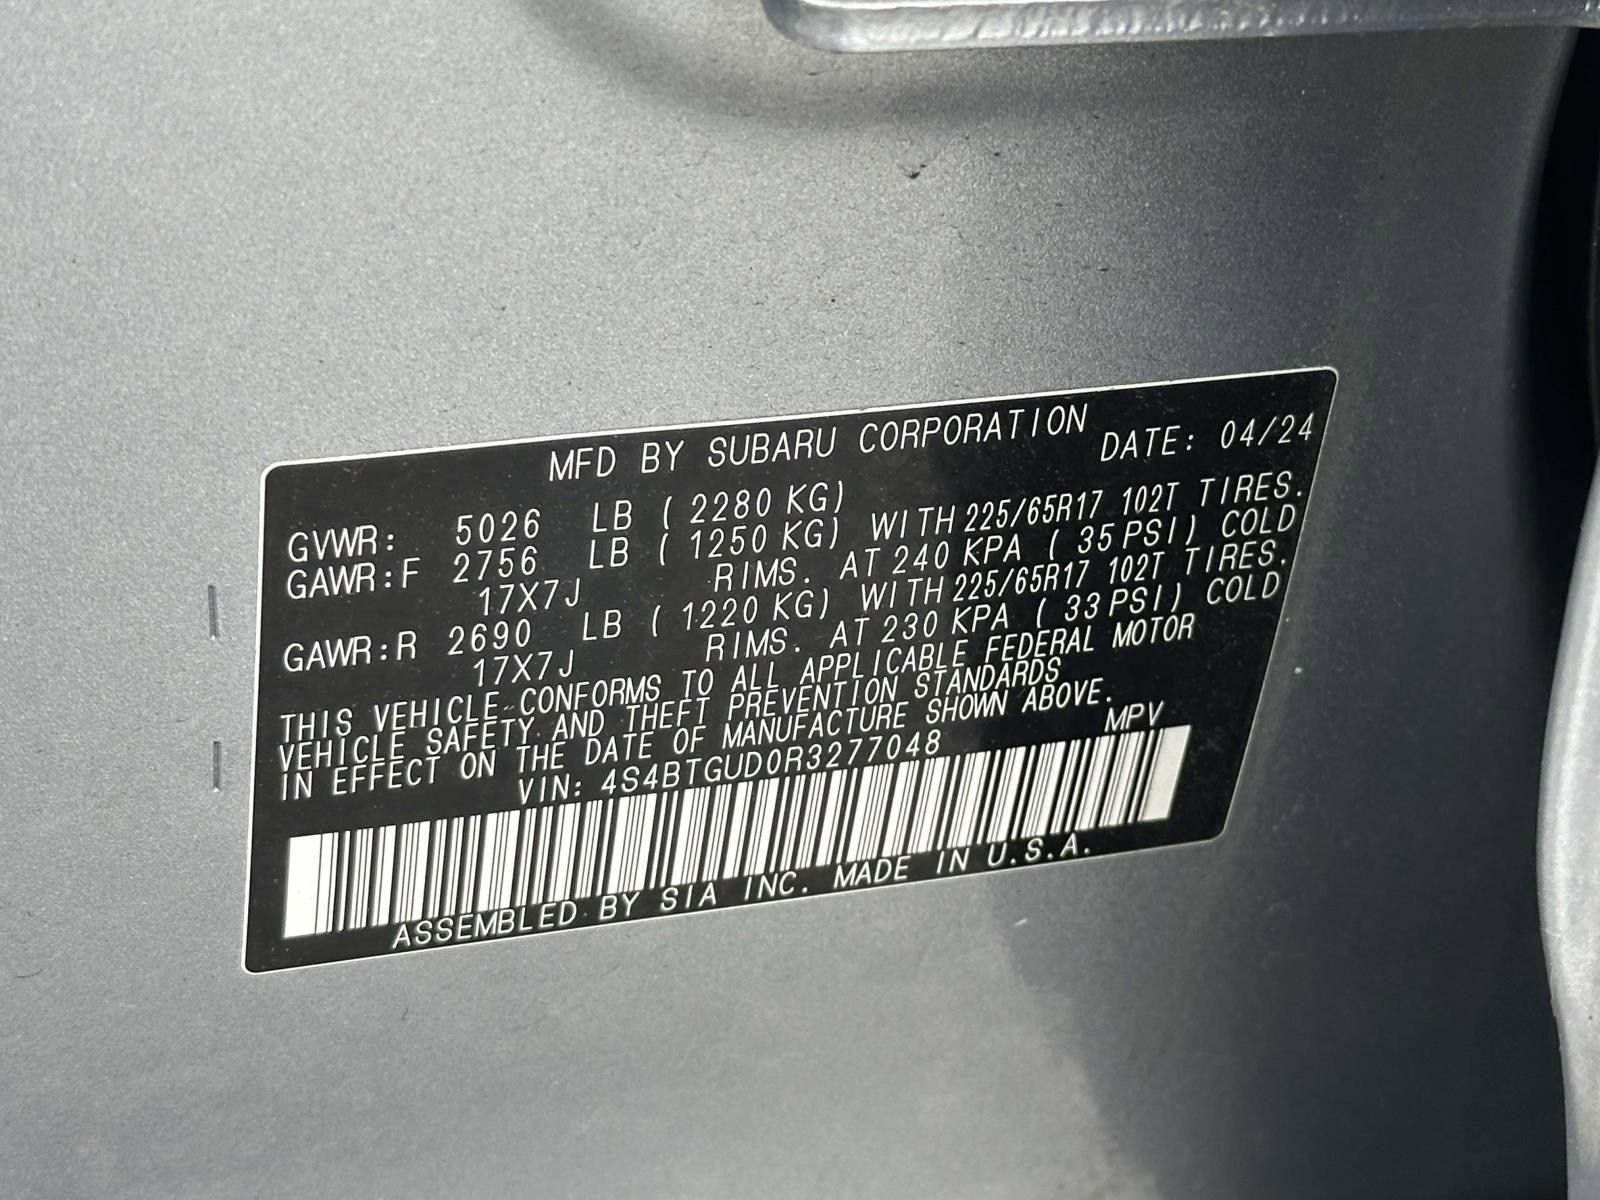 MFD BY SUBARU CORPORATION DATE: 04/24
GVWR: 5026 LB ( 2280 KG)
GAWR:F 2756 LB ( 1250 KG) WITH 225/65R17 102T TIRES.
17X7J RIMS. AT 240 KPA ( 35 PSI) COLD
GAWR:R 2690 LB ( 1220 KG) WITH 225/65R17 102T TIRES.
17X7J RIMS. AT 230 KPA ( 33 PSI) COLD
THIS VEHICLE CONFORMS TO ALL APPLICABLE FEDERAL MOTOR
VEHICLE SAFETY AND THEFT PREVENTION STANDARDS
IN EFFECT ON THE DATE OF MANUFACTURE SHOWN ABOVE.
VIN: 4S4BTGUD0R3277048 MPV
ASSEMBLED BY SIA INC. MADE IN U.S.A.